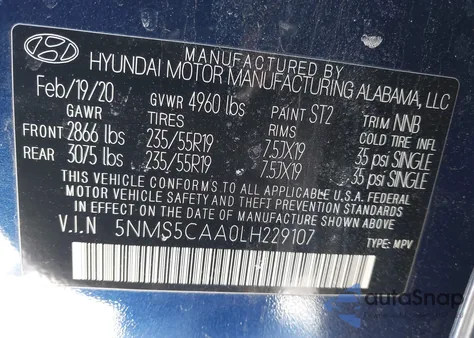 MANUFACTURED BY
HYUNDAI MOTOR MANUFACTURING ALABAMA, LLC
Feb/19/20 GVWR 4960 lbs PAINT ST2 TRIM NNB
GAWR TIRES RIMS COLD TIRE INFL
FRONT 2866 lbs 235/55R19 7.5JX19 35 psi SINGLE
REAR 3075 lbs 235/55R19 7.5JX19 35 psi SINGLE
THIS VEHICLE CONFORMS TO ALL APPLICABLE U.S.A. FEDERAL
MOTOR VEHICLE SAFETY AND THEFT PREVENTION STANDARDS
IN EFFECT ON THE DATE OF MANUFACTURE SHOWN ABOVE.
V.I.N 5NMS5CAA0LH229107 TYPE: MPV
autoSnap